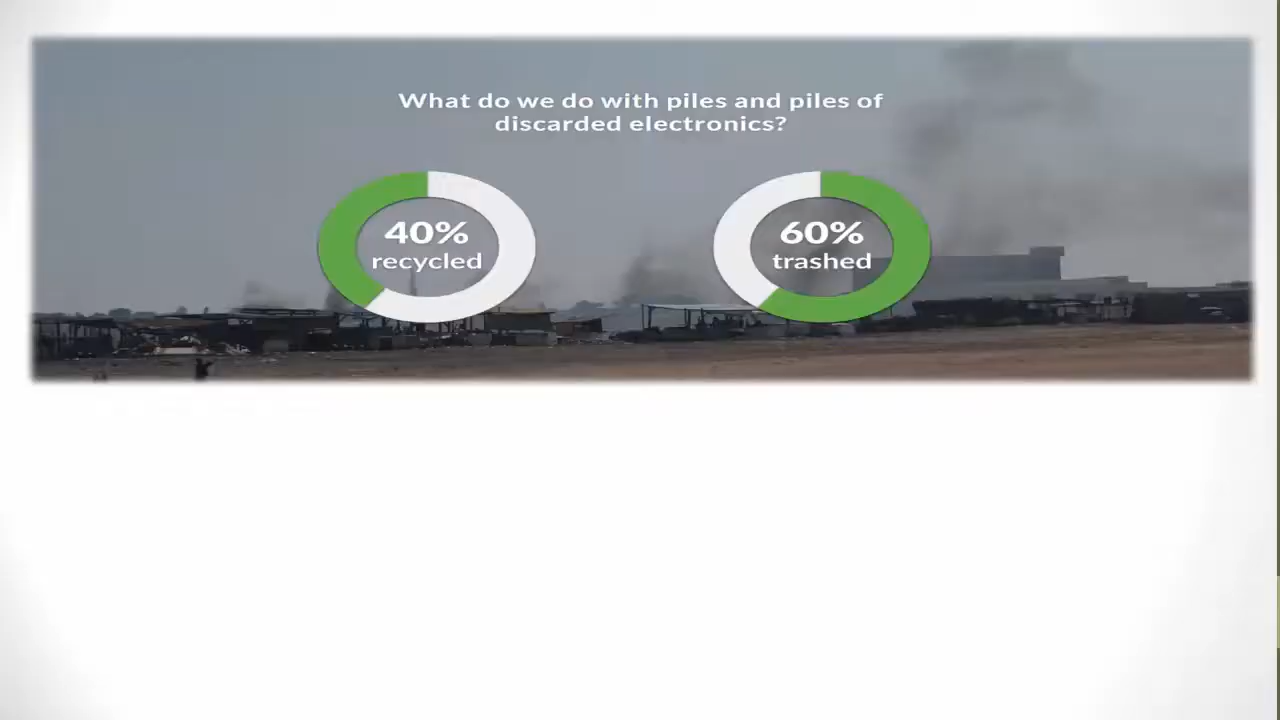 What do we do with piles and piles of
discarded electronics?
40%
recycled
60%
trashed